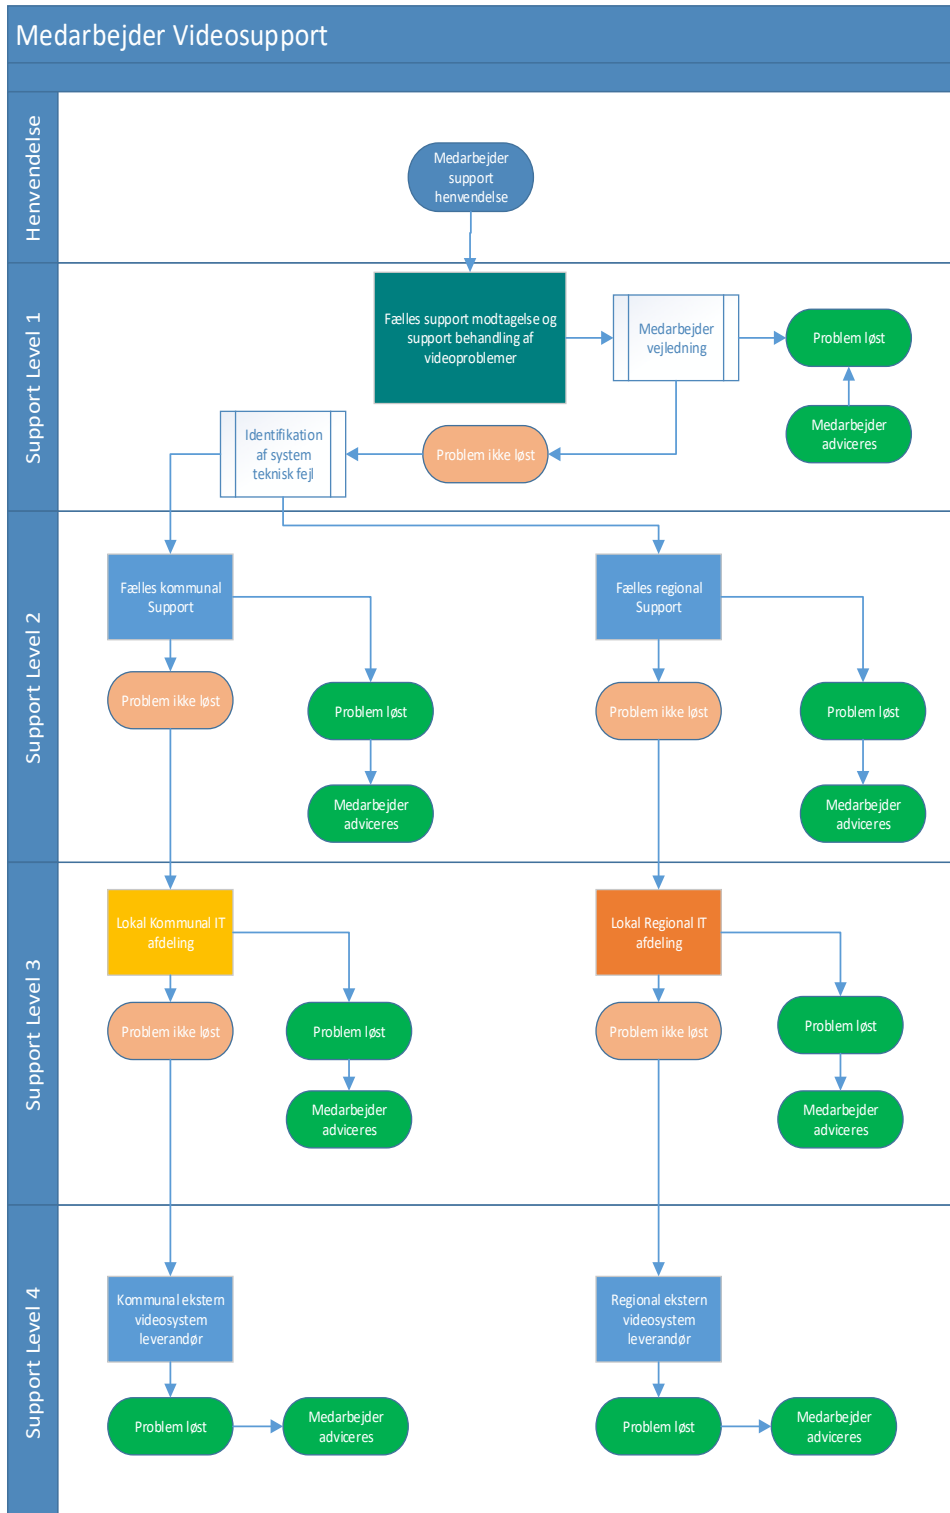 Medarbejder Videosupport
Henvendelse
Medarbejder
support
henvendelse
Support Level 1
Fælles support modtagelse og
support behandling af
videoproblemer
Medarbejder
vejledning
Problem løst
Medarbejder
adviceres
Problem ikke løst
Identifikation
af system
teknisk fejl
Support Level 2
Fælles kommunal
Support
Fælles regional
Support
Problem ikke løst
Problem løst
Problem ikke løst
Problem løst
Medarbejder
adviceres
Medarbejder
adviceres
Support Level 3
Lokal Kommunal IT
afdeling
Lokal Regional IT
afdeling
Problem ikke løst
Problem løst
Problem ikke løst
Problem løst
Medarbejder
adviceres
Medarbejder
adviceres
Support Level 4
Kommunal ekstern
videosystem
leverandør
Regional ekstern
videosystem
leverandør
Problem løst
Medarbejder
adviceres
Problem løst
Medarbejder
adviceres